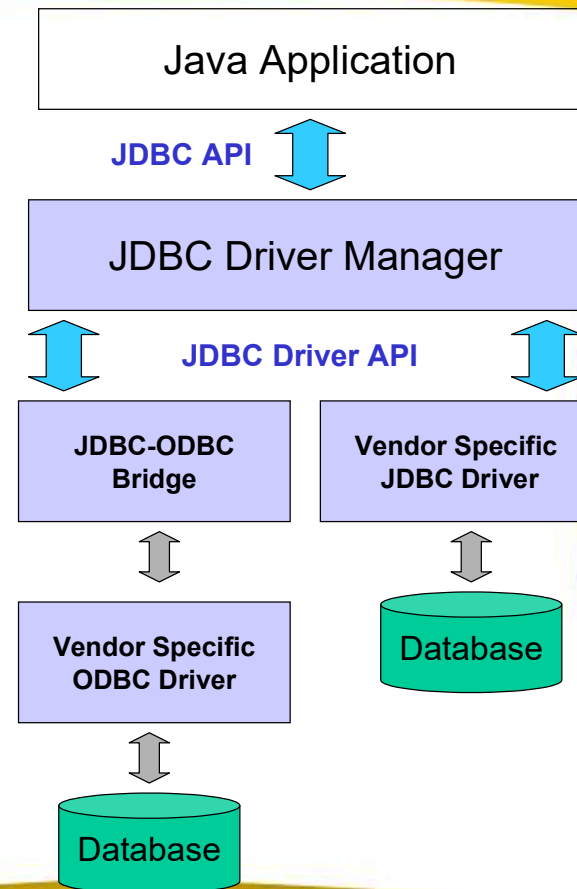 Java Application
JDBC API
JDBC Driver Manager
JDBC Driver API
JDBC-ODBC
Bridge
Vendor Specific
JDBC Driver
Vendor Specific
ODBC Driver
Database
Database